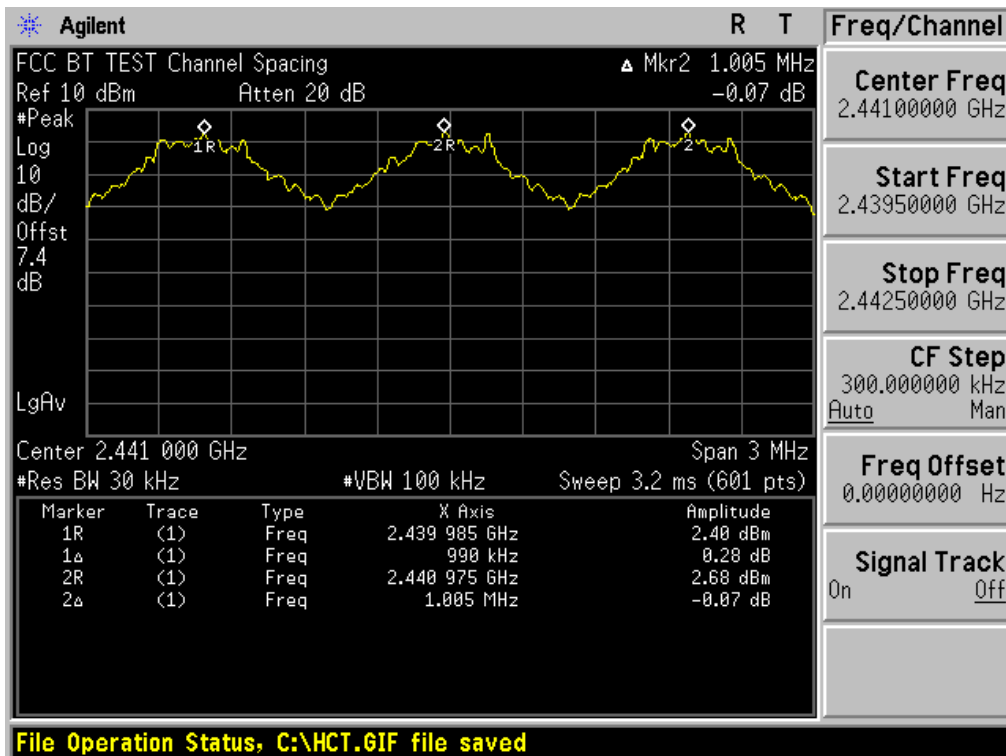 Agilent R T Freq/Channel
FCC BT TEST Channel Spacing Δ Mkr2 1.005 MHz
Ref 10 dBm Atten 20 dB -0.07 dB
#Peak
Log
10
dB/
Offst
7.4
dB
LgAv
1R 2R 2
Center 2.441 000 GHz Span 3 MHz
#Res BW 30 kHz #VBW 100 kHz Sweep 3.2 ms (601 pts)
Marker Trace Type X Axis Amplitude
1R (1) Freq 2.439 985 GHz 2.40 dBm
1Δ (1) Freq 990 kHz 0.28 dB
2R (1) Freq 2.440 975 GHz 2.68 dBm
2Δ (1) Freq 1.005 MHz -0.07 dB
Center Freq
2.44100000 GHz
Start Freq
2.43950000 GHz
Stop Freq
2.44250000 GHz
CF Step
300.000000 kHz
Auto Man
Freq Offset
0.00000000 Hz
Signal Track
On Off
File Operation Status, C:\HCT.GIF file saved